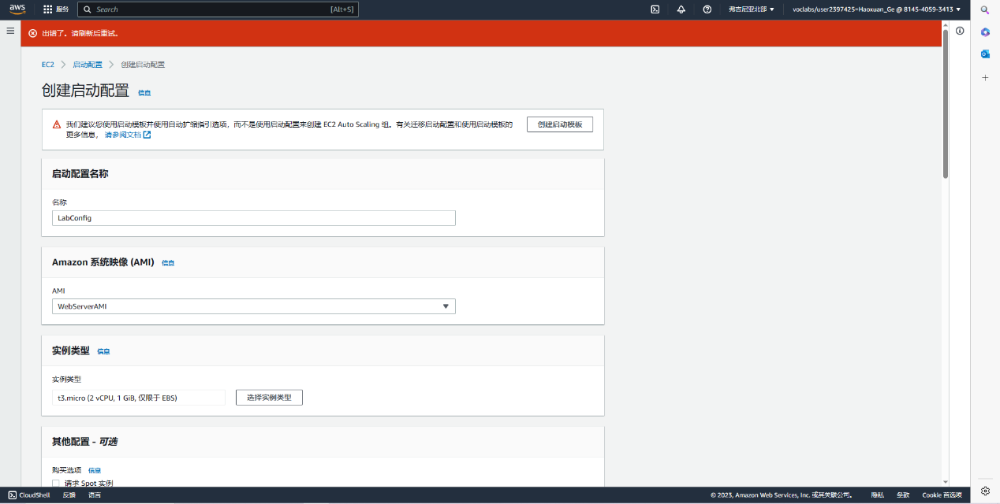 aws
服务
Search
[Alt+S]
弗吉尼亚北部
voclabs/user2397425=Haoxuan_Ge @ 8145-4059-3413
出错了。请刷新后重试。
EC2
启动配置
创建启动配置
创建启动配置 信息
我们建议您使用启动模板并使用自动扩缩指引选项，而不是使用启动配置来创建 EC2 Auto Scaling 组。有关迁移启动配置和使用启动模板的
更多信息， 请参阅文档
创建启动模板
启动配置名称
名称
LabConfig
Amazon 系统映像 (AMI) 信息
AMI
WebServerAMI
实例类型 信息
实例类型
t3.micro (2 vCPU, 1 GiB, 仅限于 EBS)
选择实例类型
其他配置 - 可选
购买选项 信息
请求 Spot 实例
CloudShell
反馈
语言
© 2023, Amazon Web Services, Inc. 或其关联公司。
隐私
条款
Cookie 首选项